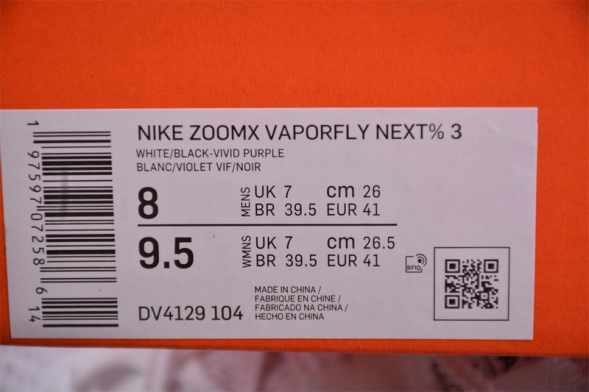 NIKE ZOOMX VAPORFLY NEXT% 3
WHITE/BLACK-VIVID PURPLE
BLANC/VIOLET VIF/NOIR
8 MENS UK 7 cm 26
BR 39.5 EUR 41
9.5 WMNS UK 7 cm 26.5
BR 39.5 EUR 41
RFID
DV4129 104
MADE IN CHINA /
FABRIQUE EN CHINE /
FABRICADO NA CHINA /
HECHO EN CHINA
1 97597 07258 6 14